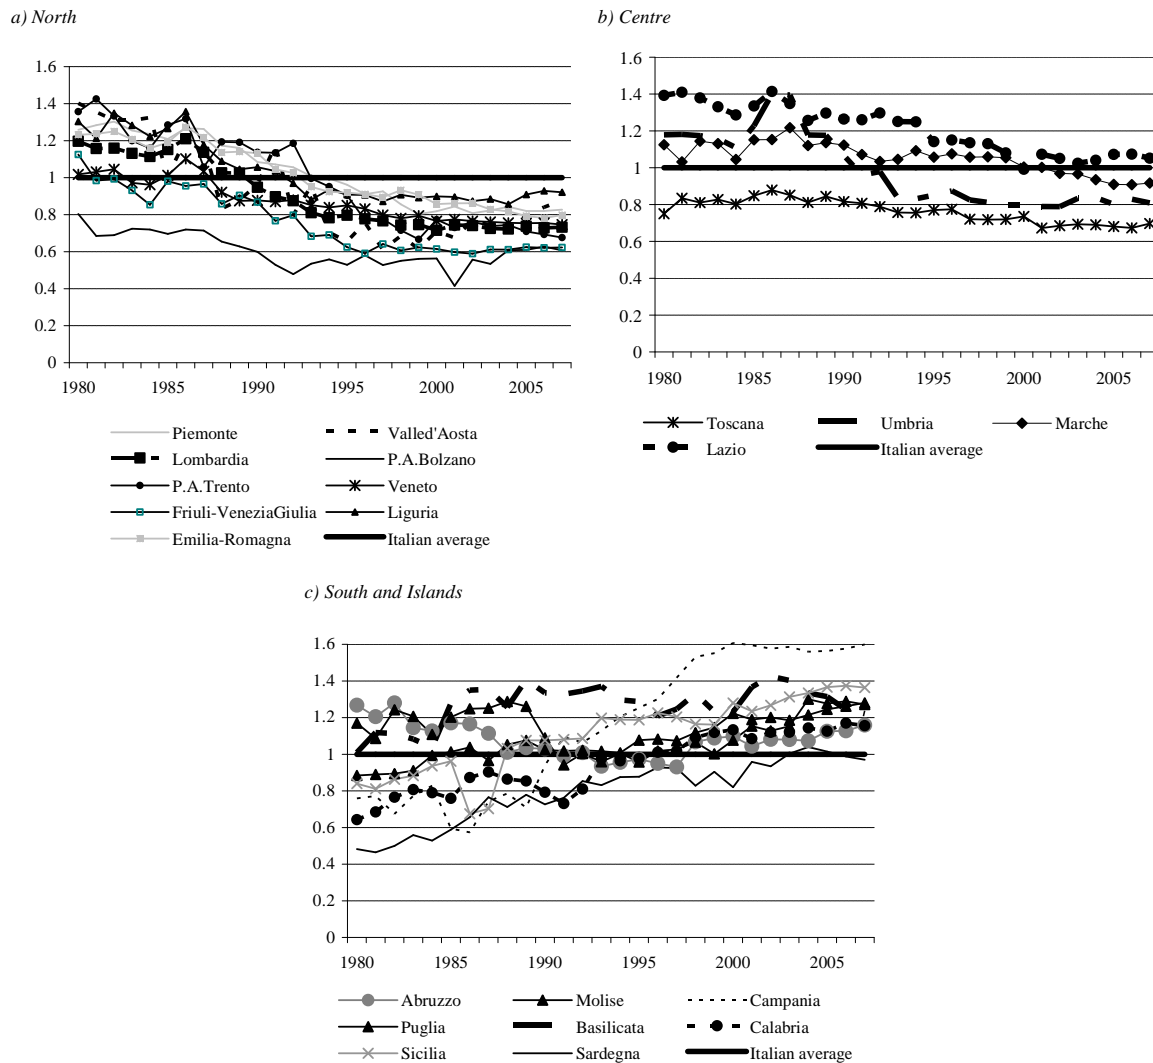 a) North
1.6
1.4
1.2
1
0.8
0.6
0.4
0.2
0
1980 1985 1990 1995 2000 2005
Piemonte Valled'Aosta
Lombardia P.A.Bolzano
P.A.Trento Veneto
Friuli-VeneziaGiulia Liguria
Emilia-Romagna Italian average
b) Centre
1.6
1.4
1.2
1
0.8
0.6
0.4
0.2
0
1980 1985 1990 1995 2000 2005
Toscana Umbria Marche
Lazio Italian average
c) South and Islands
1.6
1.4
1.2
1
0.8
0.6
0.4
0.2
0
1980 1985 1990 1995 2000 2005
Abruzzo Molise Campania
Puglia Basilicata Calabria
Sicilia Sardegna Italian average